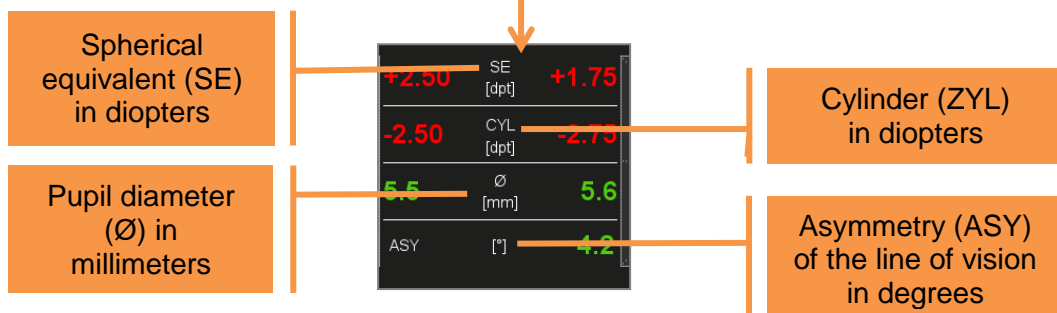 Spherical
equivalent (SE)
in diopters
Pupil diameter
(Ø) in
millimeters
+2.50 SE +1.75
[dpt]
-2.50 CYL -2.75
[dpt]
5.5 Ø 5.6
[mm]
ASY [°] 4.2
Cylinder (ZYL)
in diopters
Asymmetry (ASY)
of the line of vision
in degrees